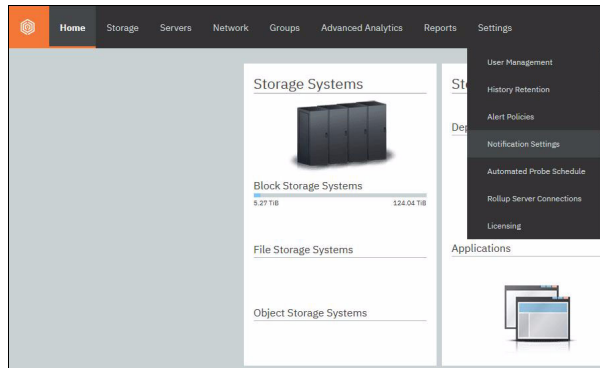 Home Storage Servers Network Groups Advanced Analytics Reports Settings
User Management
History Retention
Alert Policies
Notification Settings
Automated Probe Schedule
Rollup Server Connections
Licensing
Storage Systems
Block Storage Systems
5.27 TiB 124.04 TiB
File Storage Systems
Object Storage Systems
St
Dep
Applications